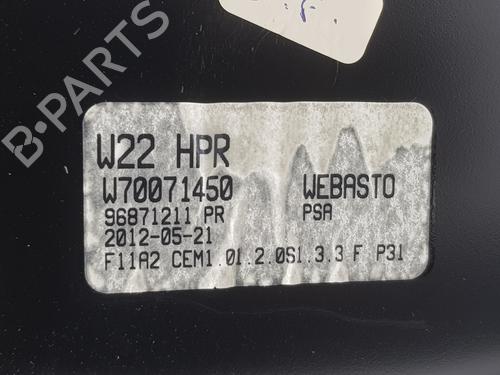 B-PARTS
W22 HPR
W70071450 WEBASTO
96871211 PR PSA
2012-05-21
F11A2 CEM1.01.2.0S1.3.3 F P31